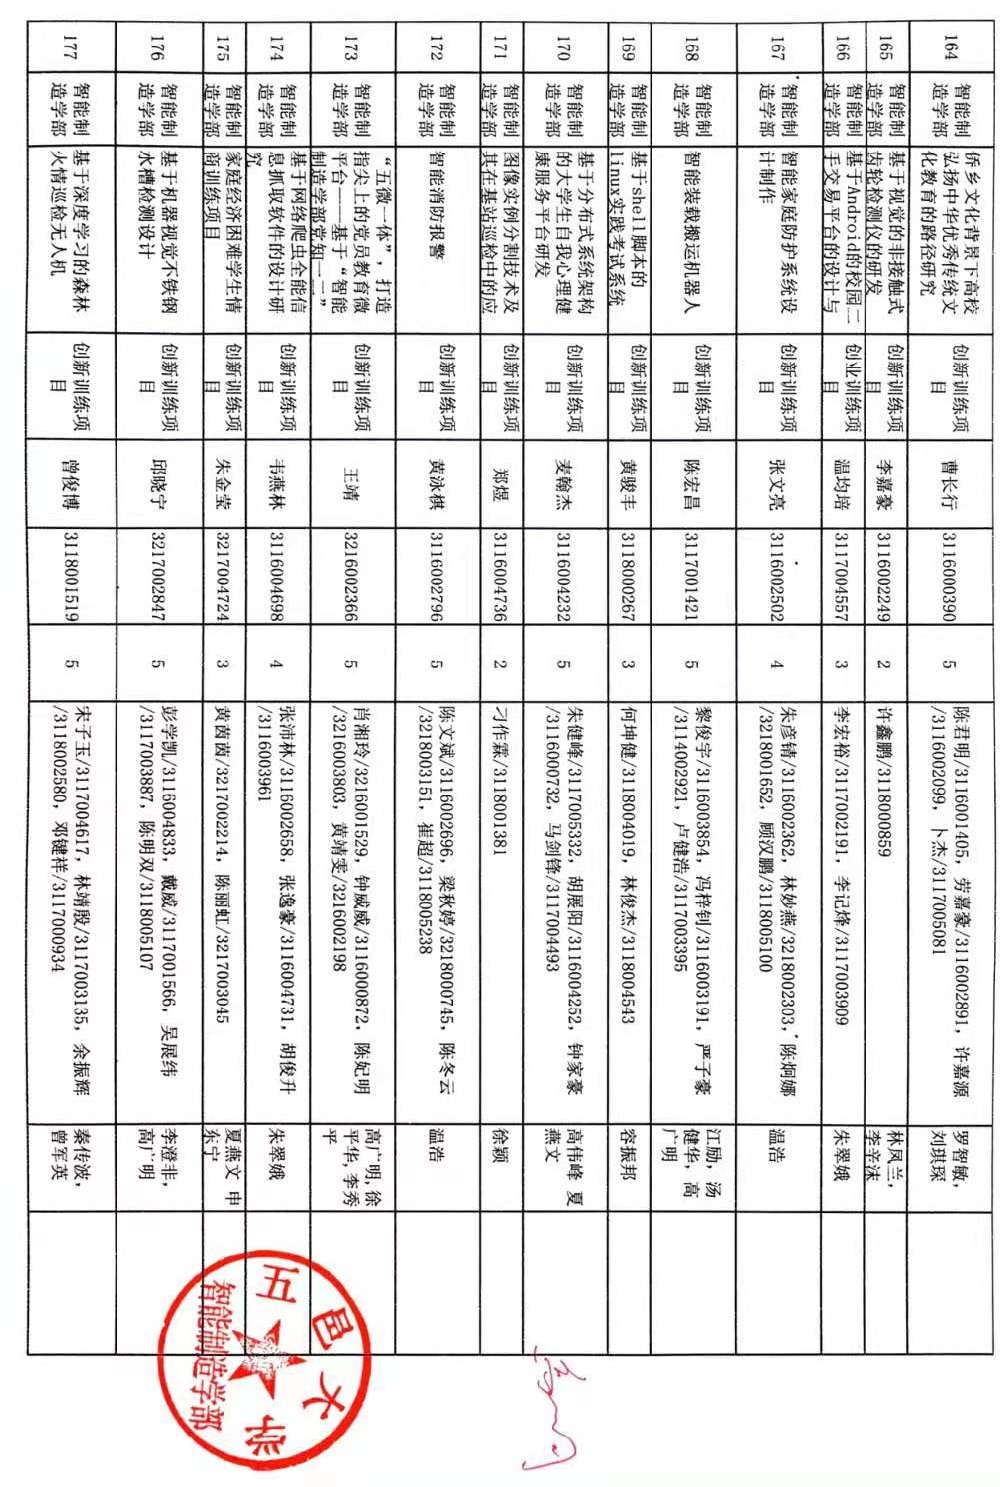 164 智能制造学部 侨乡文化背景下高校弘扬中华优秀传统文化教育的路径研究 创新训练项目 曹长行 3116000390 5 陈君明/3116001405，劳嘉豪/3116002891，许嘉源/3116002099，卜杰/3117005081 罗智敏，刘琪琛
165 智能制造学部 基于视觉的非接触式齿轮检测仪的研发 创新训练项目 李嘉豪 3116002249 2 许鑫鹏/3118000859 林凤兰，李辛沫
166 智能制造学部 基于Android的校园二手交易平台的设计与 创业训练项目 温均培 3117004557 3 李宏裕/3117002191，李记烽/3117003909 朱翠娥
167 智能制造学部 智能家庭防护系统设计制作 创新训练项目 张文亮 3116002502 4 朱彦锖/3116002362，林妙燕/3218002303，陈炯娜/3218001652，顾汉鹏/3118005100 温浩
168 智能制造学部 智能装载搬运机器人 创新训练项目 陈宏昌 3117001421 5 黎俊宇/3116003854，冯梓钊/3116003191，严子豪/3114002921，卢健浩/3117003395 江励，汤健华，高广明
169 智能制造学部 基于shell脚本的linux实践考试系统 创新训练项目 黄骏丰 3118000267 3 何坤健/3118004019，林俊杰/3118004543 容振邦
170 智能制造学部 基于分布式系统架构的大学生自我心理健康服务平台研发 创新训练项目 麦翰杰 3116004232 5 朱健峰/3117005332，胡展阳/3116004252，钟家豪/3116000732，马剑锋/3117004493 高伟峰 夏燕文
171 智能制造学部 图像实例分割技术及其在基站巡检中的应 创新训练项目 郑煜 3116004736 2 刁作霖/3118001381 徐颖
172 智能制造学部 智能消防报警 创新训练项目 黄泳棋 3116002796 5 陈文斌/3116002696，梁秋婷/3218000745，陈冬云/3218003151，崔超/3118005238 温浩
173 智能制造学部 “五微一体”，打造指尖上的党员教育微平台——基于“智能制造学部党知一二” 创新训练项目 王靖 3216002366 5 肖湘玲/3216001529，钟威威/3116000872，陈妃明/3216003803，黄靖雯/3216002198 高广明，徐平华，李秀平
174 智能制造学部 基于网络爬虫全能信息抓取软件的设计研究 创新训练项目 韦燕林 3116004698 4 张沛林/3116002658，张逸豪/3116004731，胡俊升/3116003961 朱翠娥
175 智能制造学部 家庭经济困难学生情商训练项目 创新训练项目 朱金莹 3217004724 3 黄茵茵/3217002214，陈丽虹/3217003045 夏燕文 申东宁
176 智能制造学部 基于机器视觉不锈钢水槽检测设计 创新训练项目 邱晓宁 3217002847 5 彭学凯/3116004833，戴威/3117001566，吴展纬/3117003887，陈明双/3118005107 李澄非，高广明
177 智能制造学部 基于深度学习的森林火情巡检无人机 创新训练项目 曾俊博 3118001519 5 宋子玉/3117004617，林靖殷/3117003135，余振辉/3118002580，邓键祥/3117000934 秦传波，曾军英
五邑大学
智能制造学部